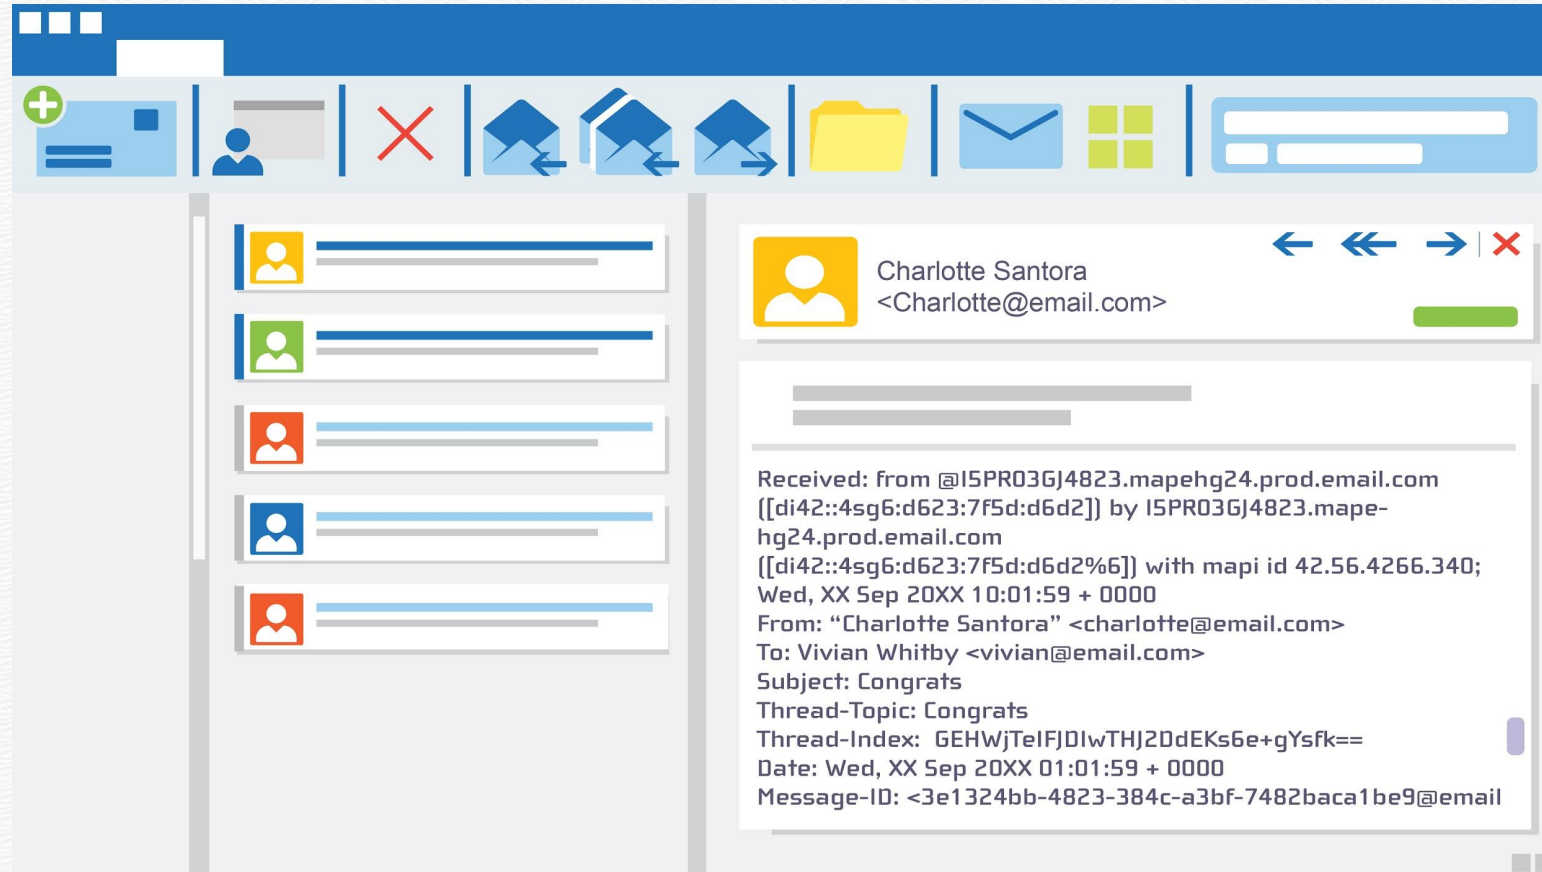 Charlotte Santora
<Charlotte@email.com>
Received: from @I5PR03GJ4823.mapehg24.prod.email.com
([di42::4sg6:d623:7f5d:d6d2]) by I5PR03GJ4823.mape-
hg24.prod.email.com
([di42::4sg6:d623:7f5d:d6d2%6]) with mapi id 42.56.4266.340;
Wed, XX Sep 20XX 10:01:59 + 0000
From: “Charlotte Santora” <charlotte@email.com>
To: Vivian Whitby <vivian@email.com>
Subject: Congrats
Thread-Topic: Congrats
Thread-Index:  GEHWjTeIFJDIwTHJ2DdEKs6e+gYsfk==
Date: Wed, XX Sep 20XX 01:01:59 + 0000
Message-ID: <3e1324bb-4823-384c-a3bf-7482baca1be9@email